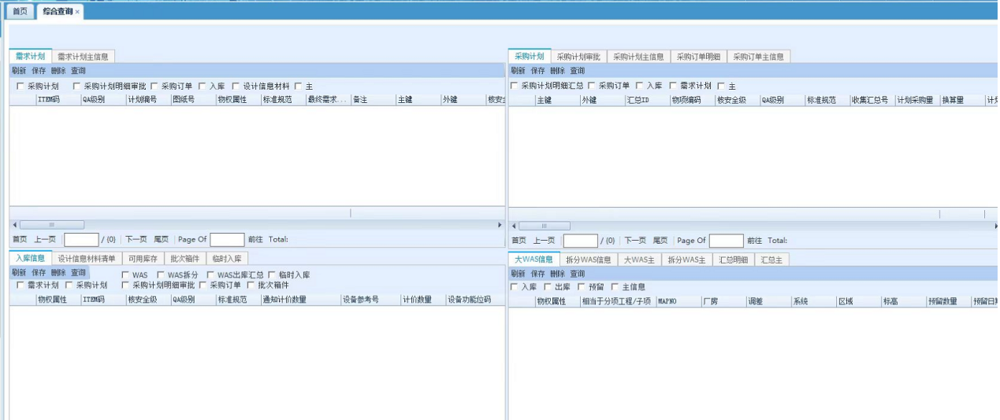 首页 综合查询 ×
需求计划 需求计划主信息
刷新 保存 删除 查询
采购计划 采购计划明细审批 采购订单 入库 设计信息材料 主
ITEM码 QA级别 计划编号 图纸号 物权属性 标准规范 最终需求... 备注 主键 外键 核安全
首页 上一页 / (0) 下一页 尾页 Page Of 前往 Total:
采购计划 采购计划审批 采购计划主信息 采购订单明细 采购订单主信息
刷新 保存 删除 查询
采购计划明细汇总 采购订单 入库 需求计划 主
主键 外键 汇总ID 物项编码 核安全级 QA级别 标准规范 收集汇总号 计划采购量 换算量 计划
首页 上一页 / (0) 下一页 尾页 Page Of 前往 Total:
入库信息 设计信息材料清单 可用库存 批次箱件 临时入库
刷新 保存 删除 查询 WAS WAS拆分 WAS出库汇总 临时入库
需求计划 采购计划 采购计划明细审批 采购订单 批次箱件
物权属性 ITEM码 核安全级 QA级别 标准规范 通知计价数量 设备参考号 计价数量 设备功能位码
大WAS信息 拆分WAS信息 大WAS主 拆分WAS主 汇总明细 汇总主
刷新 保存 删除 查询
入库 出库 预留 主信息
物权属性 相当于分项工程/子项 MAPNO 厂房 调差 系统 区域 标高 预留数量 预留日期